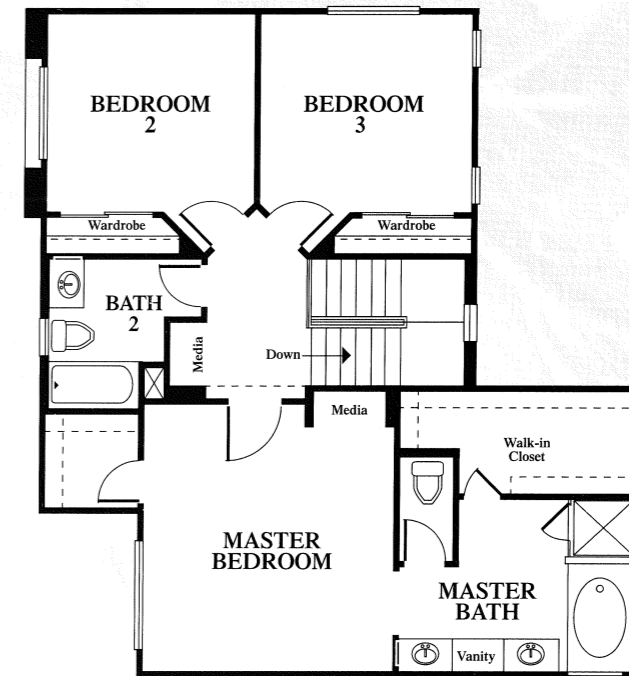 BEDROOM
2
BEDROOM
3
Wardrobe
Wardrobe
BATH
2
Media
Down
Media
Walk-in
Closet
MASTER
BEDROOM
MASTER
BATH
Vanity